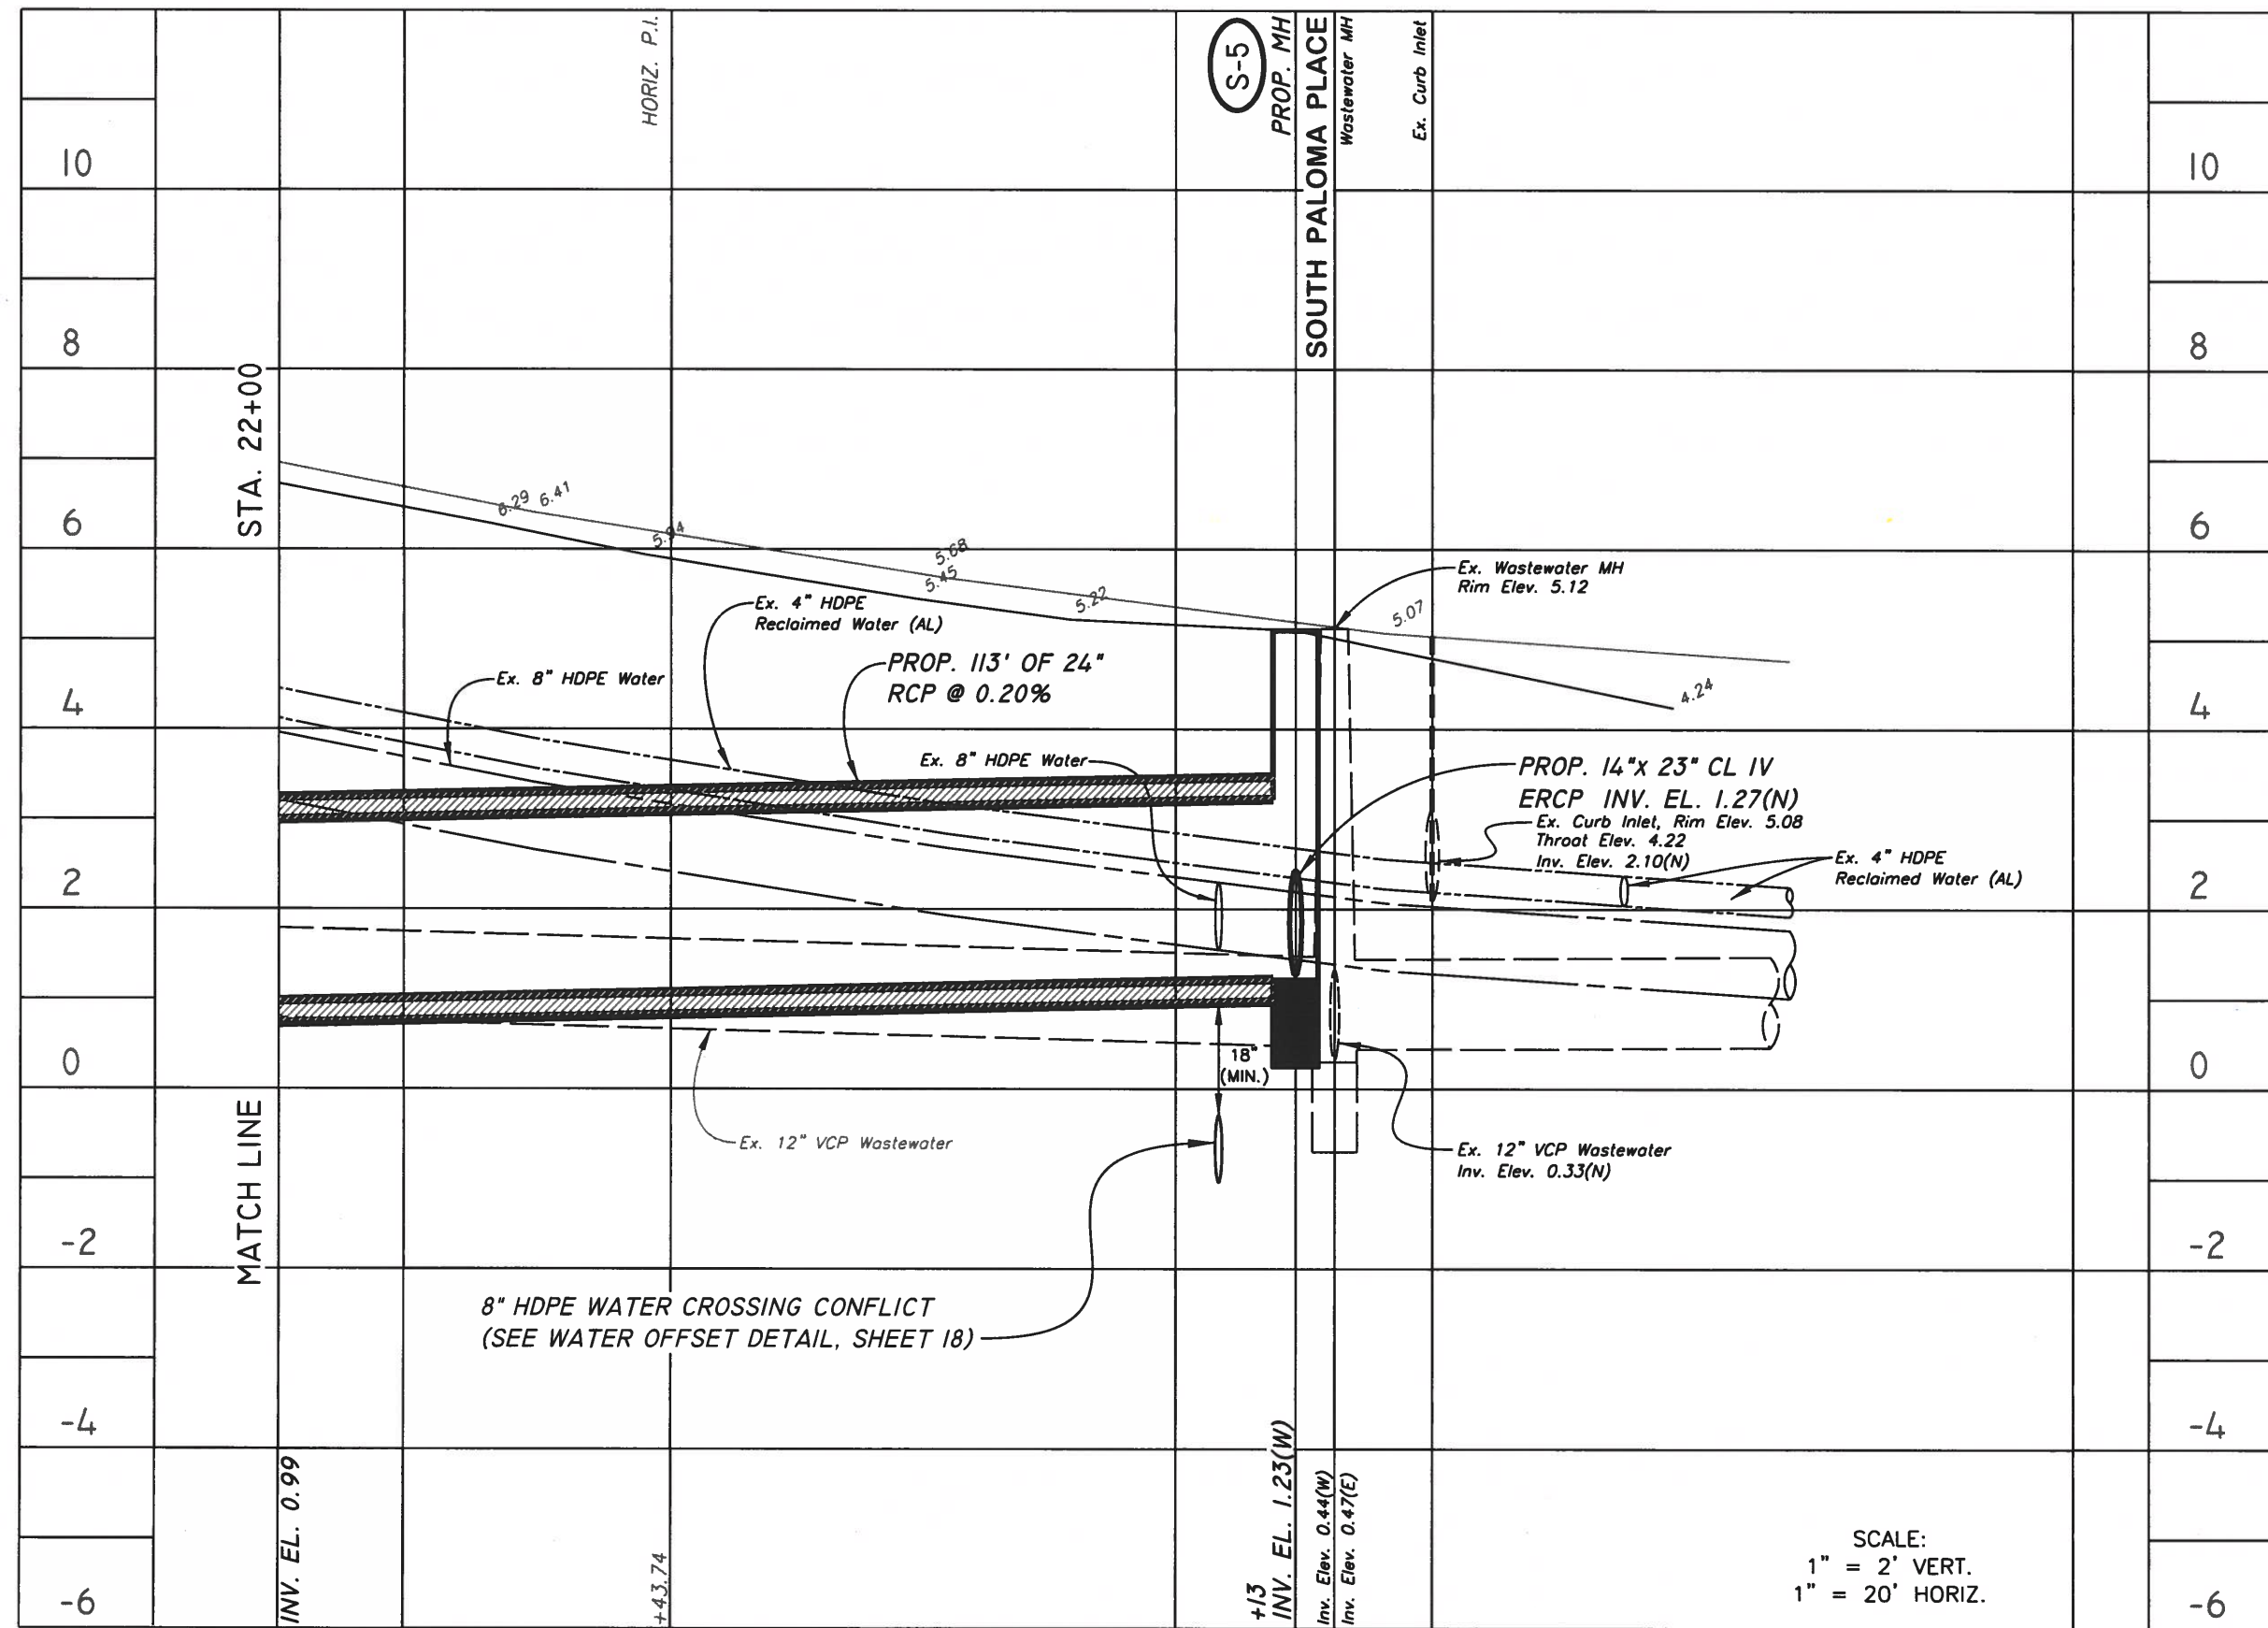 HORIZ. P.I.
S-5
PROP. MH
SOUTH PALOMA PLACE
Wastewater MH
Ex. Curb Inlet
10
10
8
8
STA. 22+00
6
6
6.29 6.41
5.94
5.68
5.45
5.22
5.07
4.24
Ex. Wastewater MH
Rim Elev. 5.12
Ex. 4" HDPE
Reclaimed Water (AL)
Ex. 8" HDPE Water
PROP. 113' OF 24"
RCP @ 0.20%
4
4
Ex. 8" HDPE Water
PROP. 14"x 23" CL IV
ERCP INV. EL. 1.27(N)
Ex. Curb Inlet, Rim Elev. 5.08
Throat Elev. 4.22
Inv. Elev. 2.10(N)
Ex. 4" HDPE
Reclaimed Water (AL)
2
2
0
0
18"
(MIN.)
Ex. 12" VCP Wastewater
Ex. 12" VCP Wastewater
Inv. Elev. 0.33(N)
MATCH LINE
-2
-2
8" HDPE WATER CROSSING CONFLICT
(SEE WATER OFFSET DETAIL, SHEET 18)
-4
-4
INV. EL. 0.99
+43.74
+13
INV. EL. 1.23(W)
Inv. Elev. 0.44(W)
Inv. Elev. 0.47(E)
SCALE:
1" = 2' VERT.
1" = 20' HORIZ.
-6
-6